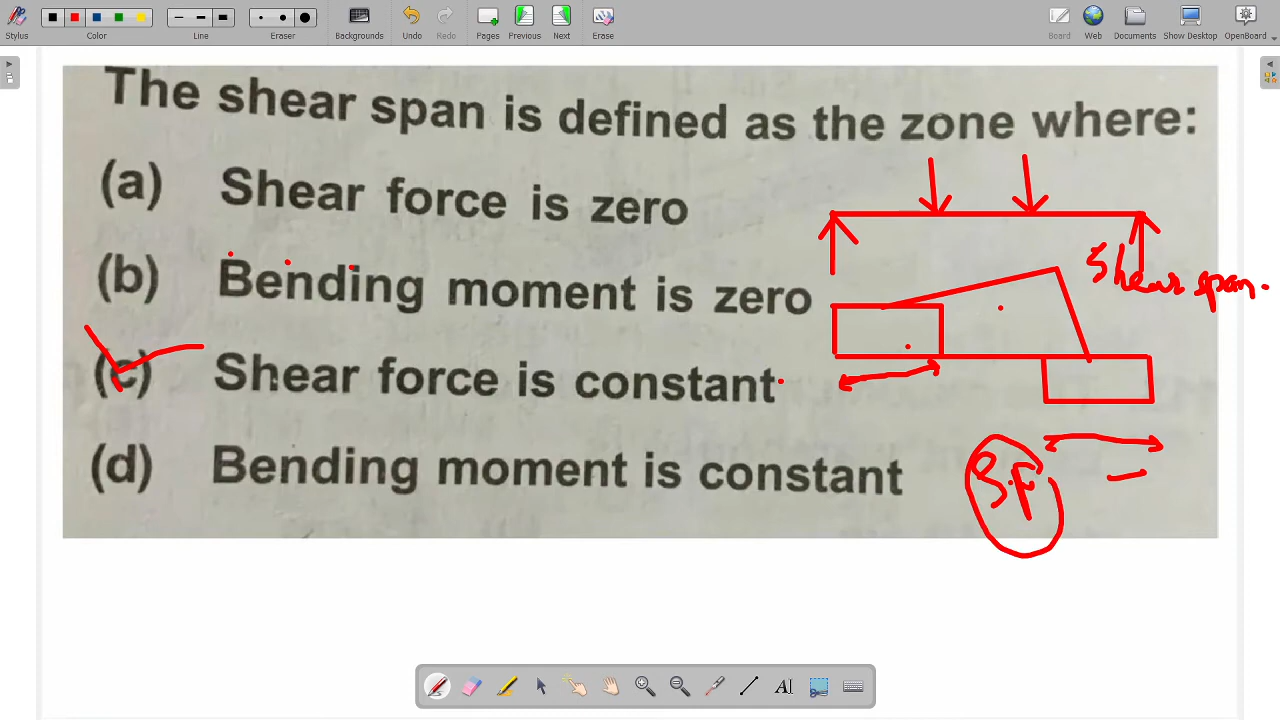 Stylus Color Line Eraser Backgrounds Undo Redo Pages Previous Next Erase Board Web Documents Show Desktop OpenBoard
The shear span is defined as the zone where:
(a) Shear force is zero
(b) Bending moment is zero
Shear span.
(c) Shear force is constant
(d) Bending moment is constant
S.F
AI